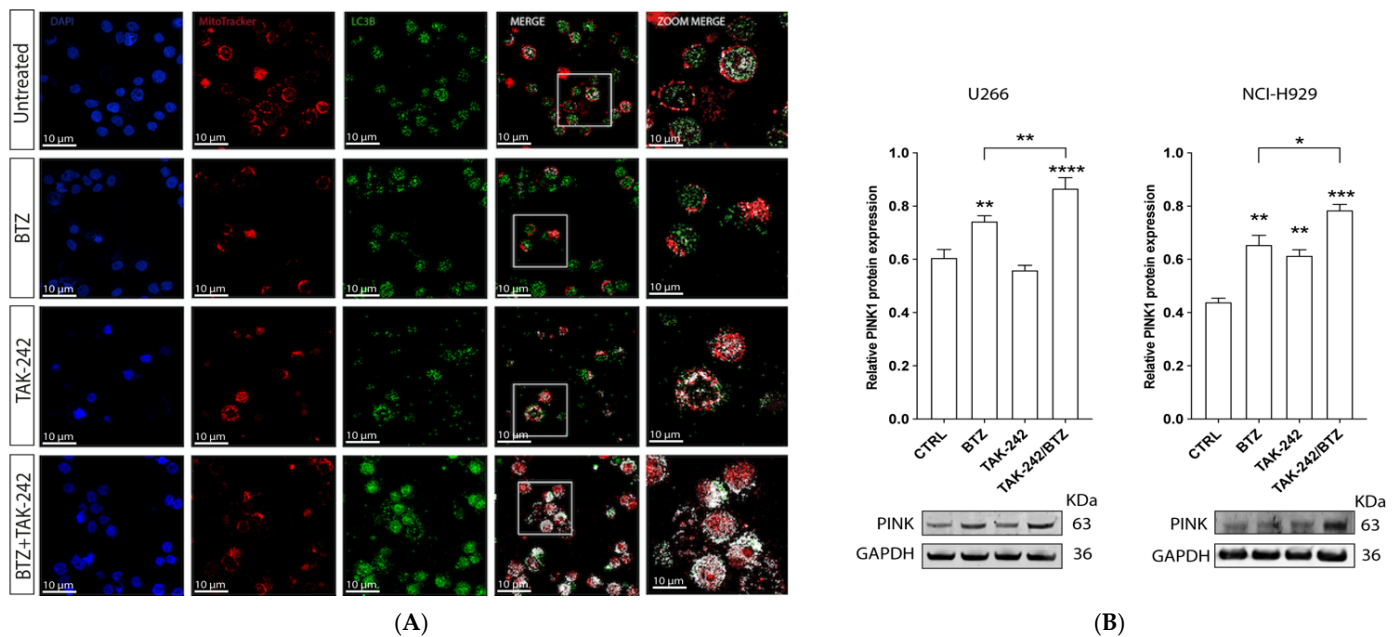 DAPI MitoTracker LC3B MERGE ZOOM MERGE
Untreated
10 μm 10 μm 10 μm 10 μm 10 μm
BTZ
10 μm 10 μm 10 μm 10 μm 10 μm
TAK-242
10 μm 10 μm 10 μm 10 μm 10 μm
BTZ+TAK-242
10 μm 10 μm 10 μm 10 μm 10 μm
(A)
U266
**
1.0
0.8
0.6
0.4
0.2
0.0
Relative PINK1 protein expression
**
****
CTRL
BTZ
TAK-242
TAK-242/BTZ
KDa
PINK 63
GAPDH 36
NCI-H929
*
1.0
0.8
0.6
0.4
0.2
0.0
Relative PINK1 protein expression
**
**
***
CTRL
BTZ
TAK-242
TAK-242/BTZ
KDa
PINK 63
GAPDH 36
(B)